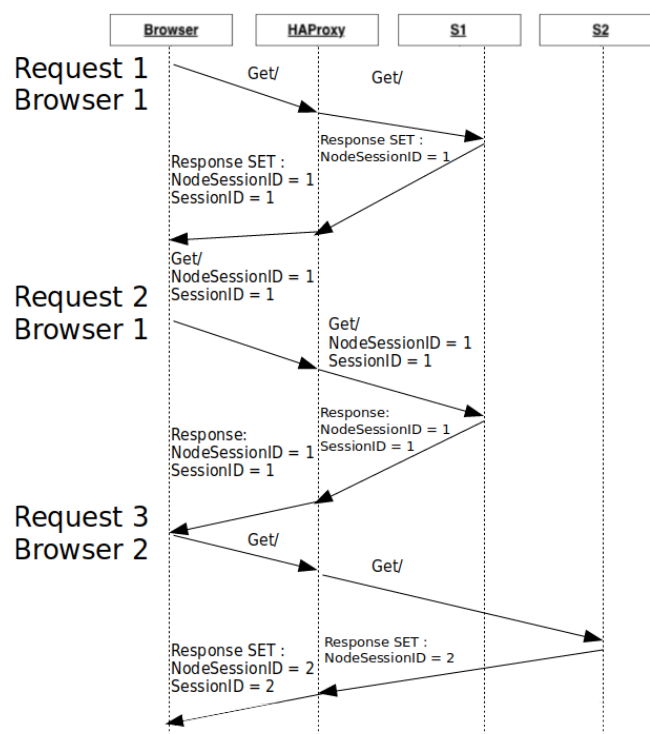 Browser
HAProxy
S1
S2
Request 1
Browser 1
Get/
Get/
Response SET :
NodeSessionID = 1
Response SET :
NodeSessionID = 1
SessionID = 1
Get/
NodeSessionID = 1
SessionID = 1
Request 2
Browser 1
Get/
NodeSessionID = 1
SessionID = 1
Response:
NodeSessionID = 1
SessionID = 1
Response:
NodeSessionID = 1
SessionID = 1
Request 3
Browser 2
Get/
Get/
Response SET :
NodeSessionID = 2
Response SET :
NodeSessionID = 2
SessionID = 2